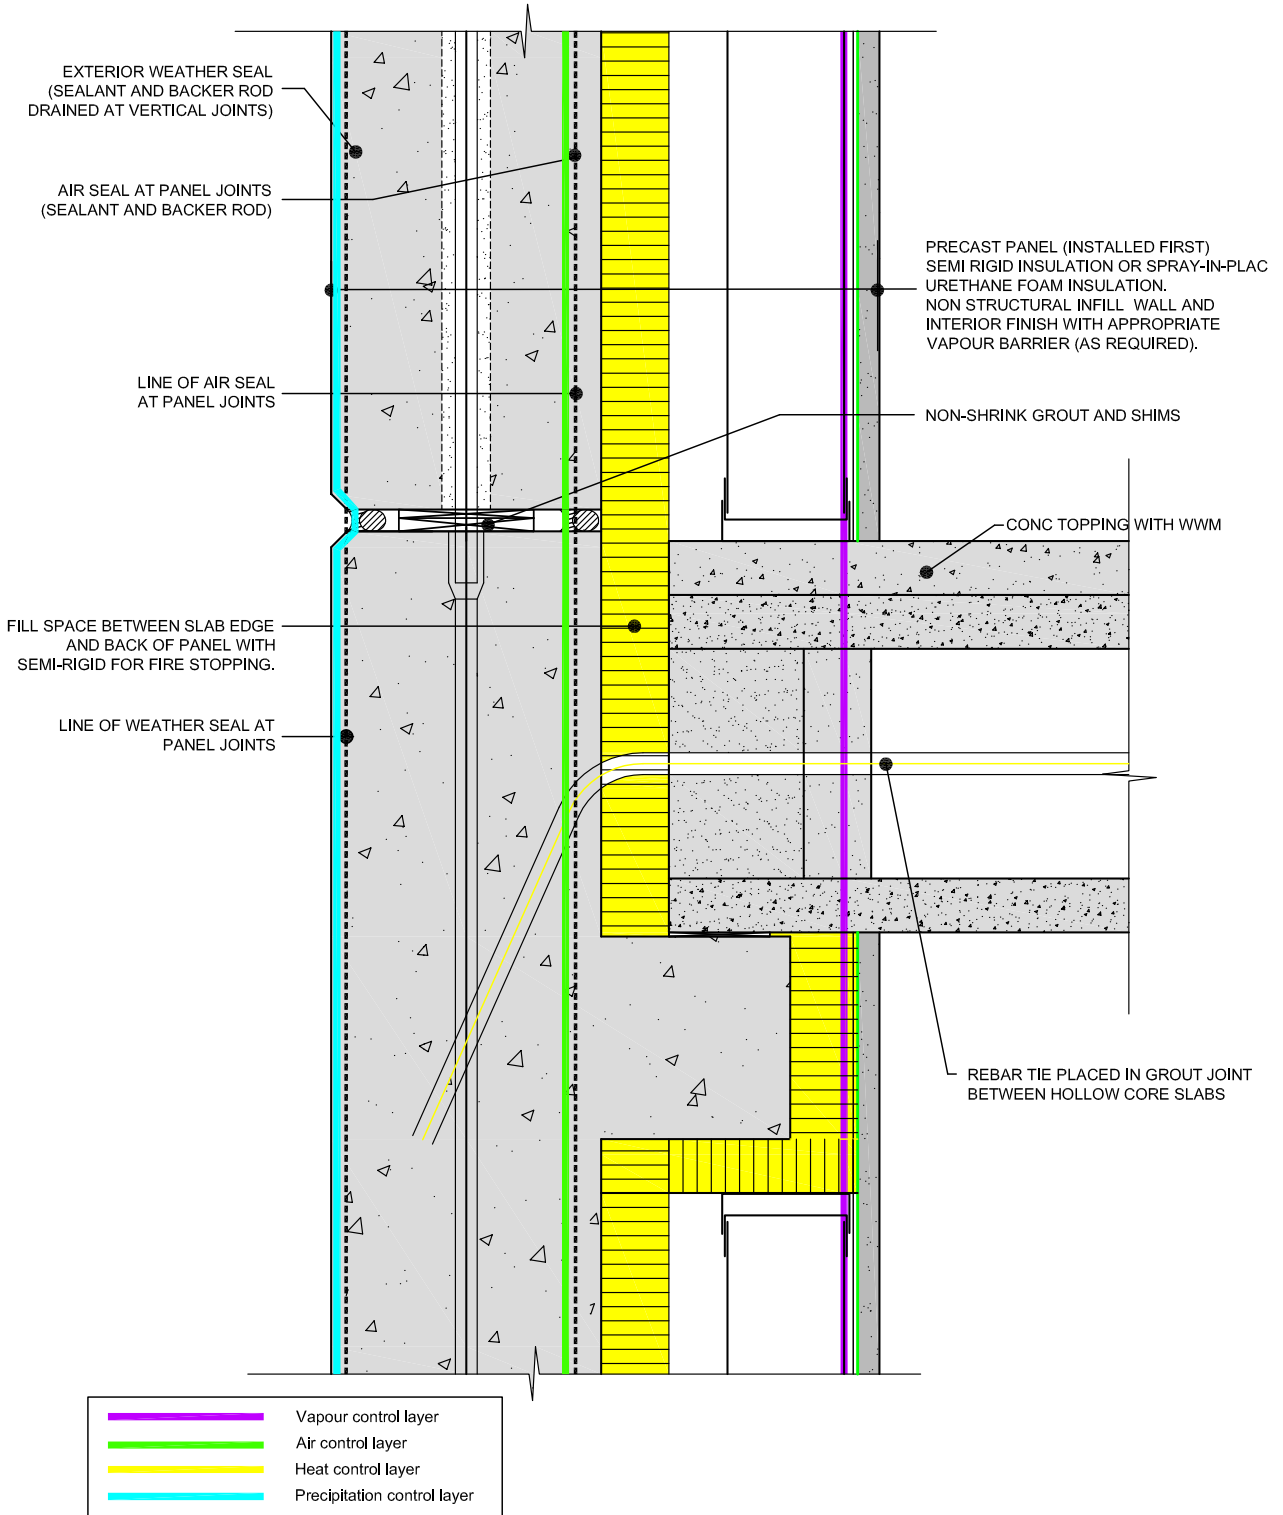 EXTERIOR WEATHER SEAL
(SEALANT AND BACKER ROD
DRAINED AT VERTICAL JOINTS)
AIR SEAL AT PANEL JOINTS
(SEALANT AND BACKER ROD)
PRECAST PANEL (INSTALLED FIRST)
SEMI RIGID INSULATION OR SPRAY-IN-PLAC
URETHANE FOAM INSULATION.
NON STRUCTURAL INFILL WALL AND
INTERIOR FINISH WITH APPROPRIATE
VAPOUR BARRIER (AS REQUIRED).
LINE OF AIR SEAL
AT PANEL JOINTS
NON-SHRINK GROUT AND SHIMS
CONC TOPPING WITH WWM
FILL SPACE BETWEEN SLAB EDGE
AND BACK OF PANEL WITH
SEMI-RIGID FOR FIRE STOPPING.
LINE OF WEATHER SEAL AT
PANEL JOINTS
REBAR TIE PLACED IN GROUT JOINT
BETWEEN HOLLOW CORE SLABS
Vapour control layer
Air control layer
Heat control layer
Precipitation control layer